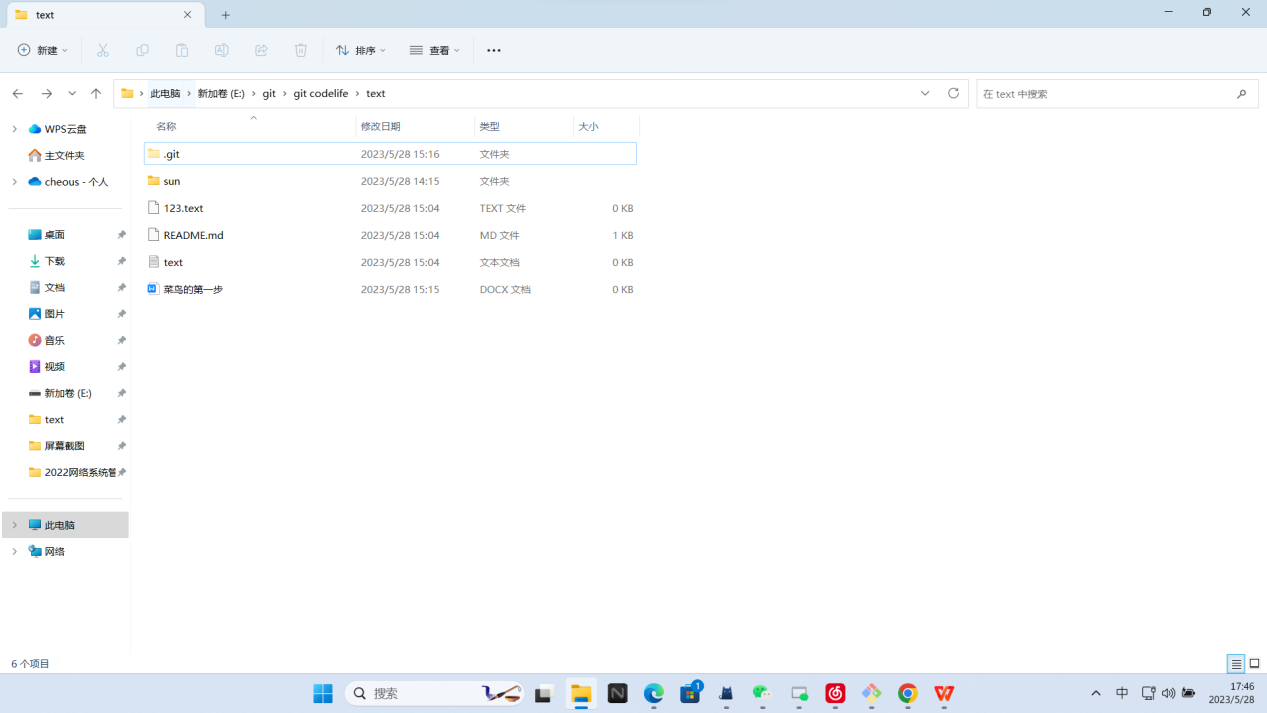 text
新建
排序
查看
此电脑 新加卷 (E:) git git codelife text
在 text 中搜索
WPS云盘
主文件夹
cheous - 个人
桌面
下载
文档
图片
音乐
视频
新加卷 (E:)
text
屏幕截图
2022网络系统管
此电脑
网络
名称 修改日期 类型 大小
.git 2023/5/28 15:16 文件夹
sun 2023/5/28 14:15 文件夹
123.text 2023/5/28 15:04 TEXT 文件 0 KB
README.md 2023/5/28 15:04 MD 文件 1 KB
text 2023/5/28 15:04 文本文档 0 KB
菜鸟的第一步 2023/5/28 15:15 DOCX 文档 0 KB
6 个项目
搜索
1
中
17:46
2023/5/28